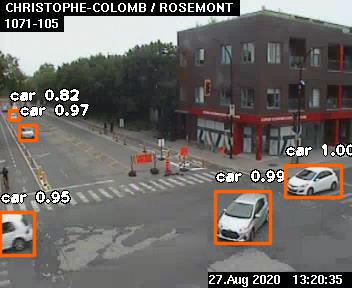 CHRISTOPHE-COLOMB / ROSEMONT
1071-105
car 0.82
car 0.97
car 1.00
car 0.99
car 0.95
27.Aug 2020 13:20:35